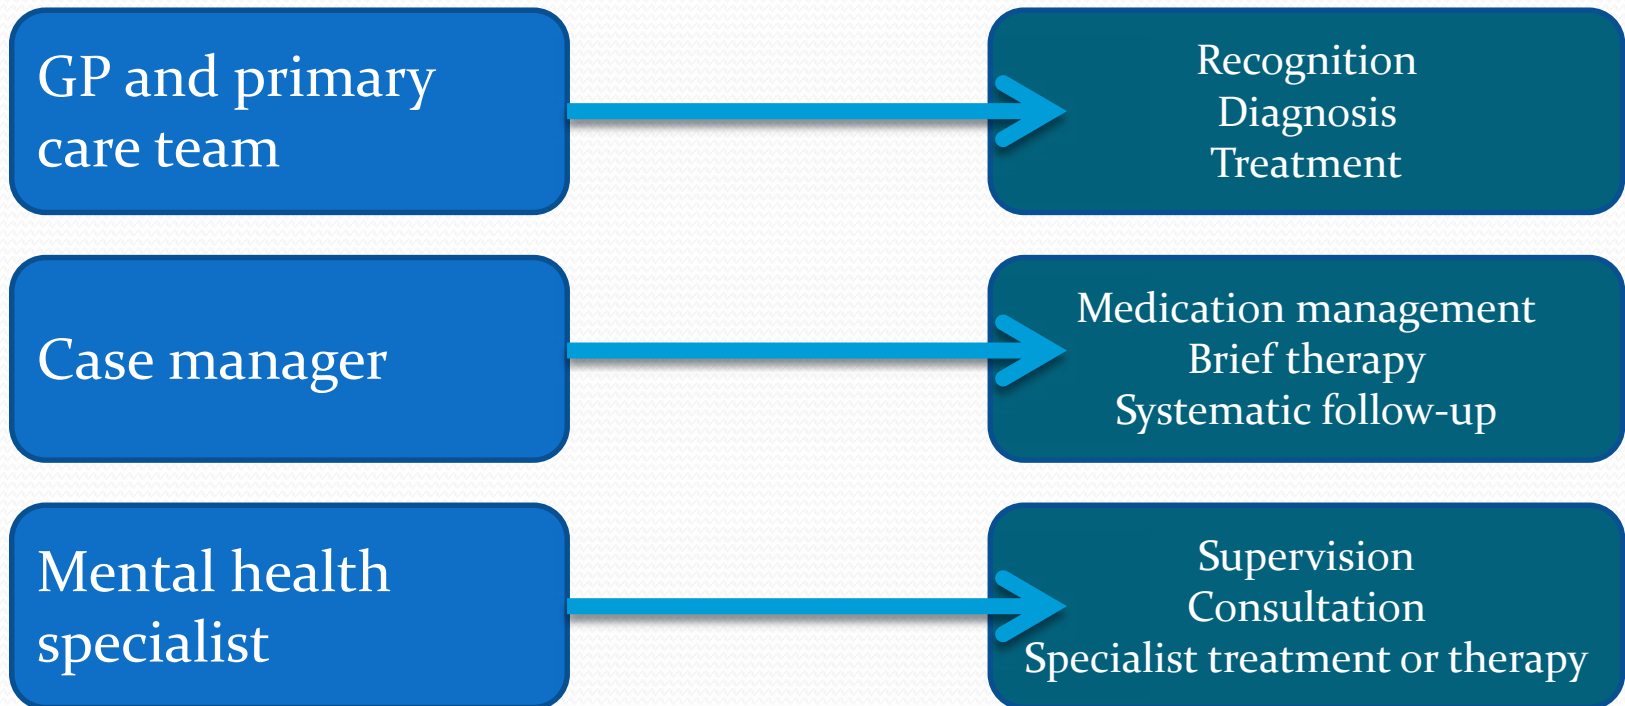 GP and primary
care team
Recognition
Diagnosis
Treatment
Case manager
Medication management
Brief therapy
Systematic follow-up
Mental health
specialist
Supervision
Consultation
Specialist treatment or therapy